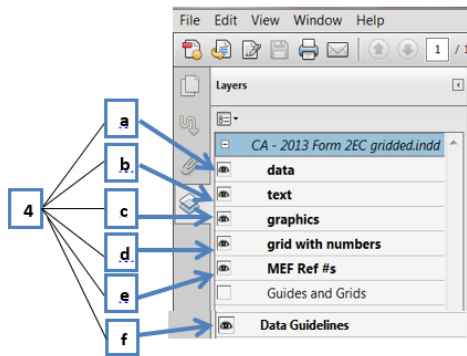 File Edit View Window Help
1 / 1
Layers
CA - 2013 Form 2EC gridded.indd
a
data
b
text
4
c
graphics
d
grid with numbers
e
MEF Ref #s
Guides and Grids
f
Data Guidelines